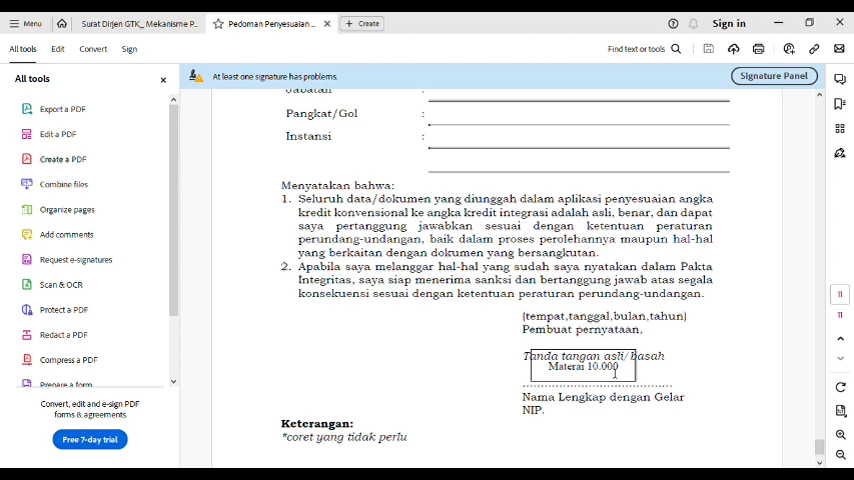 Menu
Surat Dirjen GTK_ Mekanisme P...
Pedoman Penyesuaian ...
+ Create
Sign in
All tools
Edit
Convert
Sign
Find text or tools
All tools
At least one signature has problems.
Signature Panel
Export a PDF
Edit a PDF
Create a PDF
Combine files
Organize pages
Add comments
Request e-signatures
Scan & OCR
Protect a PDF
Redact a PDF
Compress a PDF
Prepare a form
Convert, edit and e-sign PDF
forms & agreements.
Free 7-day trial
Jabatan :
Pangkat/Gol :
Instansi :
Menyatakan bahwa:
1. Seluruh data/dokumen yang diunggah dalam aplikasi penyesuaian angka
kredit konvensional ke angka kredit integrasi adalah asli, benar, dan dapat
saya pertanggung jawabkan sesuai dengan ketentuan peraturan
perundang-undangan, baik dalam proses perolehannya maupun hal-hal
yang berkaitan dengan dokumen yang bersangkutan.
2. Apabila saya melanggar hal-hal yang sudah saya nyatakan dalam Pakta
Integritas, saya siap menerima sanksi dan bertanggung jawab atas segala
konsekuensi sesuai dengan ketentuan peraturan perundang-undangan.
(tempat,tanggal,bulan,tahun)
Pembuat pernyataan,
Tanda tangan asli/basah
Materai 10.000
........................................
Nama Lengkap dengan Gelar
NIP.
Keterangan:
*coret yang tidak perlu
11
11